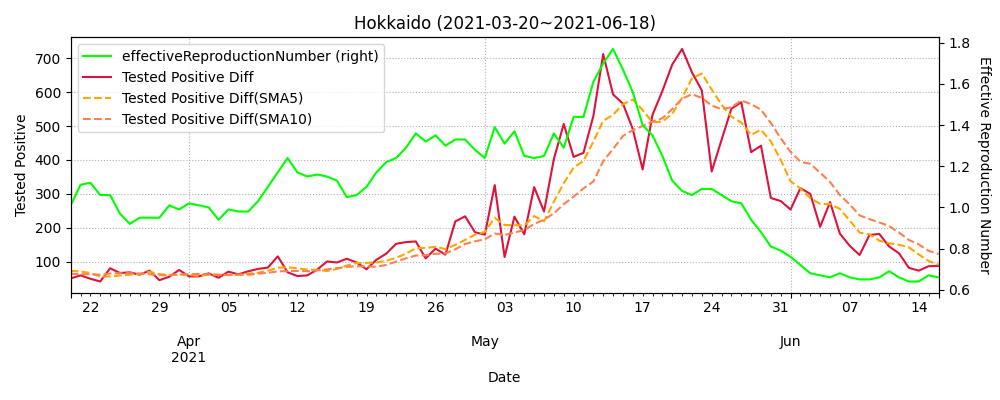 Hokkaido (2021-03-20~2021-06-18)
effectiveReproductionNumber (right)
Tested Positive Diff
Tested Positive Diff(SMA5)
Tested Positive Diff(SMA10)
Tested Positive
700
600
500
400
300
200
100
1.8
1.6
1.4
1.2
1.0
0.8
0.6
Effective Reproduction Number
22 29 05 12 19 26 03 10 17 24 31 07 14
Apr May Jun
2021
Date